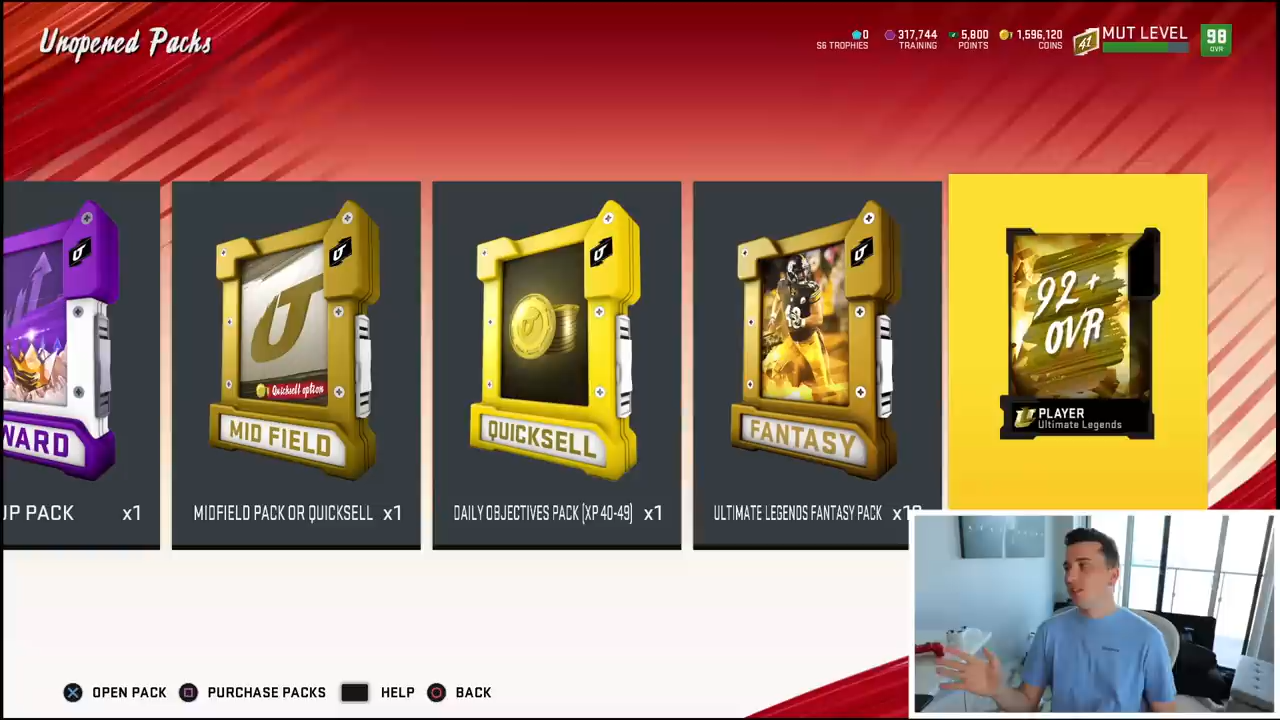 Unopened Packs
0
S6 TROPHIES
317,744
TRAINING
5,800
POINTS
1,596,120
COINS
41
MUT LEVEL
98
OVR
WARD
UP PACK x1
Quicksell option
MID FIELD
MIDFIELD PACK OR QUICKSELL x1
QUICKSELL
DAILY OBJECTIVES PACK (XP 40-49) x1
FANTASY
ULTIMATE LEGENDS FANTASY PACK
92+
OVR
PLAYER
Ultimate Legends
OPEN PACK PURCHASE PACKS HELP BACK